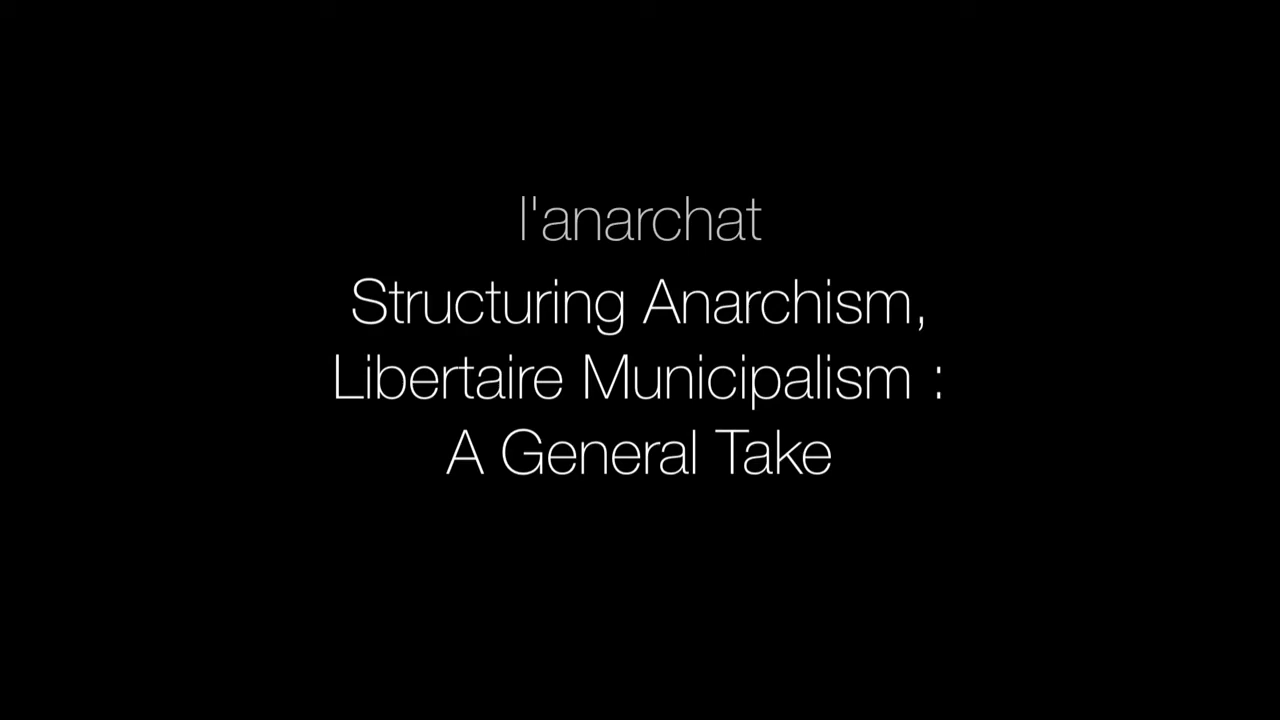 l'anarchat
Structuring Anarchism,
Libertaire Municipalism :
A General Take